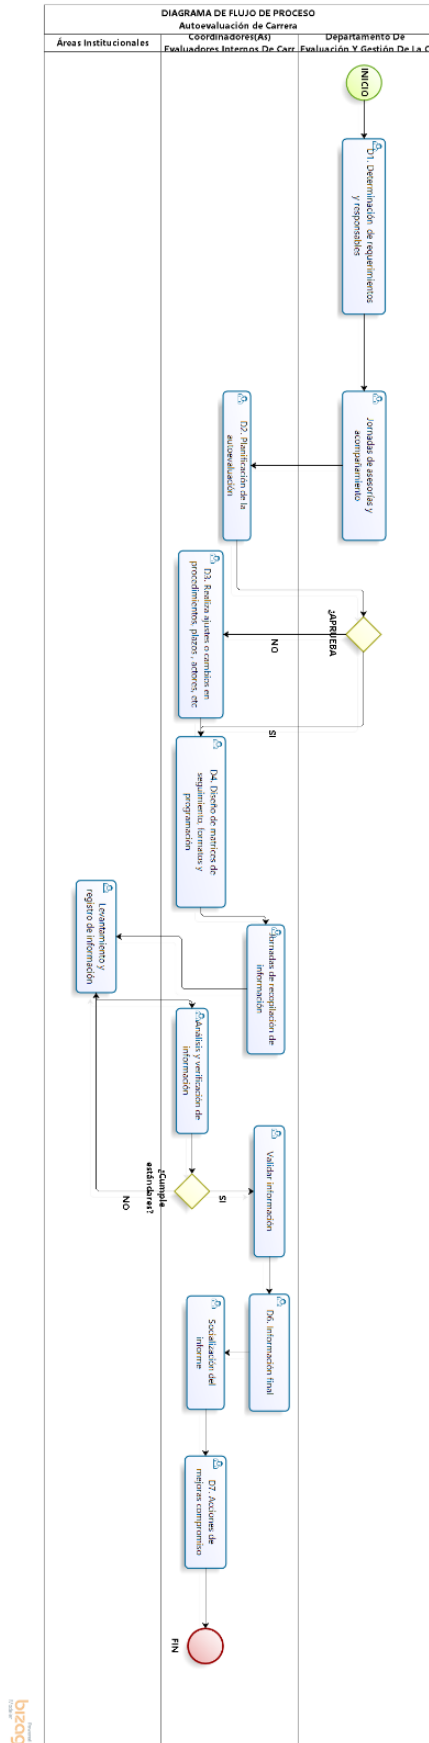 DIAGRAMA DE FLUJO DE PROCESO
Autoevaluación de Carrera
Áreas Institucionales
Coordinadores(As)
Evaluadores Internos De Carr
Departamento De
Evaluación Y Gestión De La C
INICIO
D1. Determinación de requerimientos
y responsables
Jornadas de asesorías y
acompañamiento
D2. Planificación de la
autoevaluación
¿APRUEBA
NO
SI
D3. Realiza ajustes o cambios en
procedimientos, plazos , actores, etc
D4. Diseño de matrices de
seguimiento, formatos y
programación
Jornadas de recopilación de
información
Levantamiento y
registro de información
Análisis y verificación de
información
¿Cumple
estándares?
NO
SI
Validar información
D6. Información final
Socialización del
informe
D7. Acciones de
mejoras compromiso
FIN
bizag